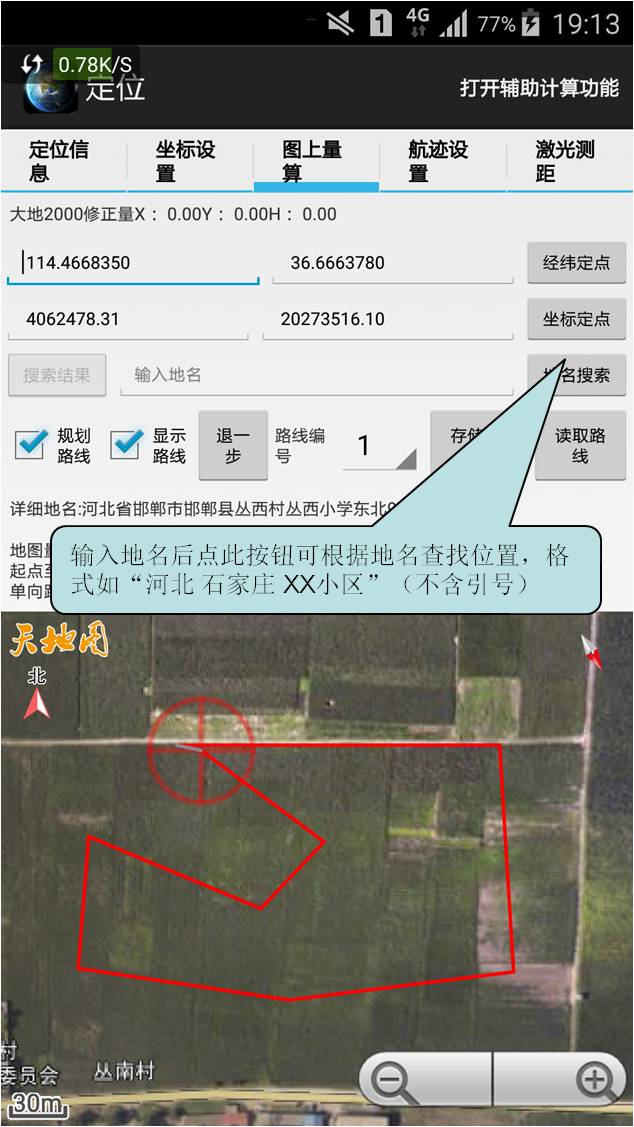 1 4G 77% 19:13
0.78K/S
定位 打开辅助计算功能
定位信息 坐标设置 图上量算 航迹设置 激光测距
大地2000修正量X： 0.00Y： 0.00H： 0.00
114.4668350 36.6663780 经纬定点
4062478.31 20273516.10 坐标定点
搜索结果 输入地名 名搜索
规划路线 显示路线 退一步 路线编号 1 存储 读取路线
详细地名:河北省邯郸市邯郸县丛西村丛西小学东北
地图量
起点至
单向距
输入地名后点此按钮可根据地名查找位置，格
式如“河北 石家庄 XX小区”（不含引号）
天地图
北
村
委员会 丛南村
30m